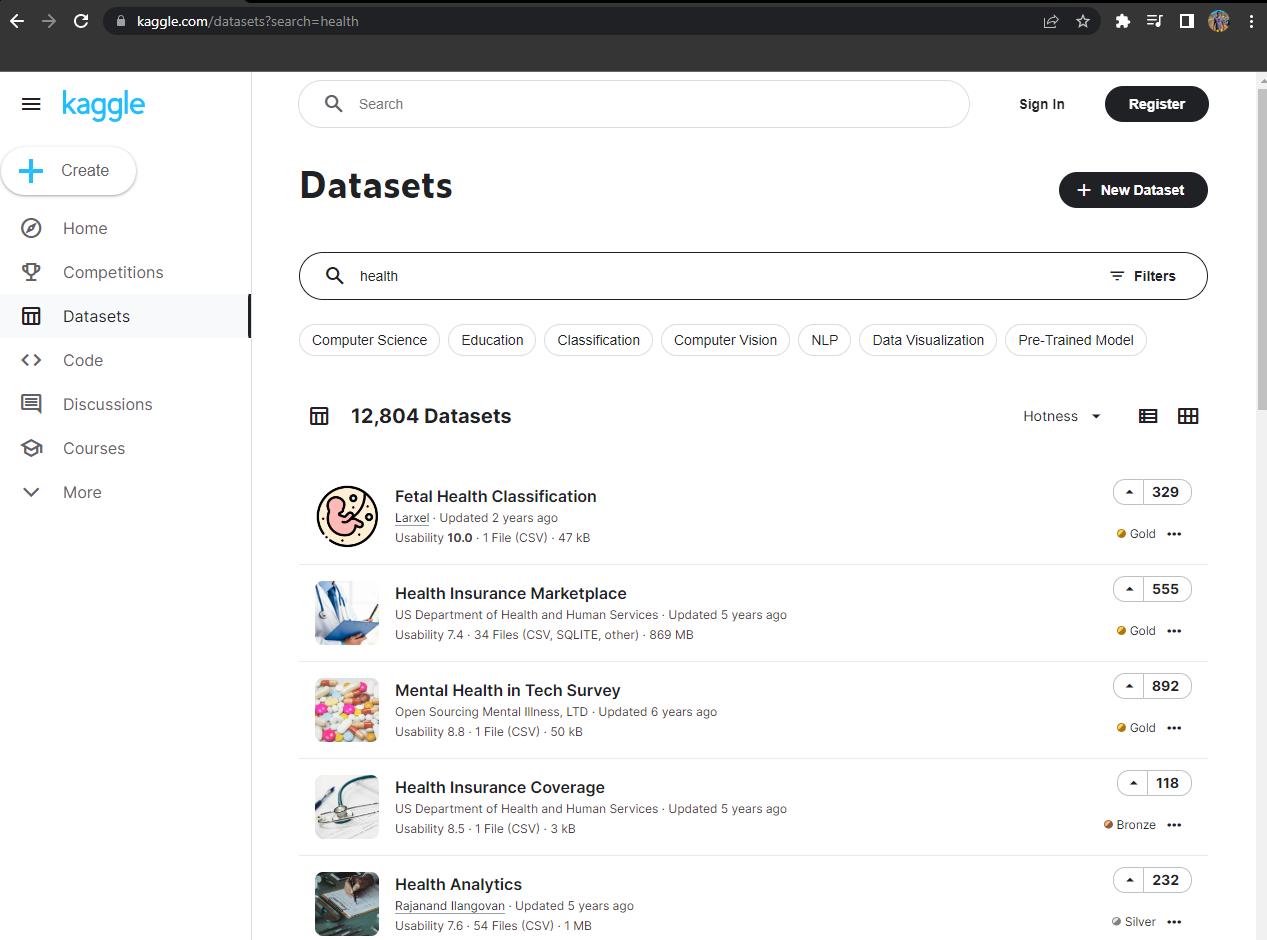 kaggle.com/datasets?search=health
kaggle
Search
Sign In
Register
Create
Home
Competitions
Datasets
Code
Discussions
Courses
More
Datasets
New Dataset
health
Filters
Computer Science
Education
Classification
Computer Vision
NLP
Data Visualization
Pre-Trained Model
12,804 Datasets
Hotness
Fetal Health Classification
329
Larxel · Updated 2 years ago
Usability 10.0 · 1 File (CSV) · 47 kB
Gold
Health Insurance Marketplace
555
US Department of Health and Human Services · Updated 5 years ago
Usability 7.4 · 34 Files (CSV, SQLITE, other) · 869 MB
Gold
Mental Health in Tech Survey
892
Open Sourcing Mental Illness, LTD · Updated 6 years ago
Usability 8.8 · 1 File (CSV) · 50 kB
Gold
Health Insurance Coverage
118
US Department of Health and Human Services · Updated 5 years ago
Usability 8.5 · 1 File (CSV) · 3 kB
Bronze
Health Analytics
232
Rajanand Ilangovan · Updated 5 years ago
Usability 7.6 · 54 Files (CSV) · 1 MB
Silver